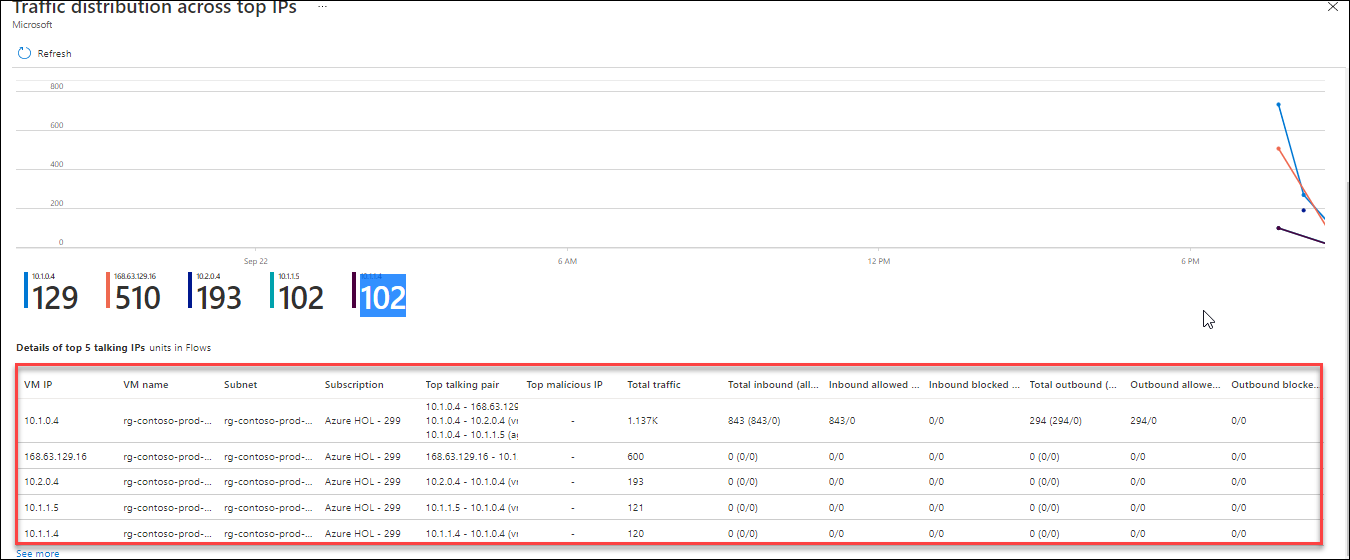 Traffic distribution across top IPs ...
Microsoft
Refresh
800
600
400
200
0
Sep 22 6 AM 12 PM 6 PM
10.1.0.4 168.63.129.16 10.2.0.4 10.1.1.5 10.1.1.4
129 510 193 102 102
Details of top 5 talking IPs units in Flows
VM IP VM name Subnet Subscription Top talking pair Top malicious IP Total traffic Total inbound (all... Inbound allowed ... Inbound blocked ... Total outbound (... Outbound allowe... Outbound blocke...
10.1.0.4 - 168.63.129
10.1.0.4 rg-contoso-prod-... rg-contoso-prod-... Azure HOL - 299 10.1.0.4 - 10.2.0.4 (vr - 1.137K 843 (843/0) 843/0 0/0 294 (294/0) 294/0 0/0
10.1.0.4 - 10.1.1.5 (ag
168.63.129.16 rg-contoso-prod-... rg-contoso-prod-... Azure HOL - 299 168.63.129.16 - 10.1 - 600 0 (0/0) 0/0 0/0 0 (0/0) 0/0 0/0
10.2.0.4 rg-contoso-prod-... rg-contoso-prod-... Azure HOL - 299 10.2.0.4 - 10.1.0.4 (vr - 193 0 (0/0) 0/0 0/0 0 (0/0) 0/0 0/0
10.1.1.5 rg-contoso-prod-... rg-contoso-prod-... Azure HOL - 299 10.1.1.5 - 10.1.0.4 (vr - 121 0 (0/0) 0/0 0/0 0 (0/0) 0/0 0/0
10.1.1.4 rg-contoso-prod-... rg-contoso-prod-... Azure HOL - 299 10.1.1.4 - 10.1.0.4 (vr - 120 0 (0/0) 0/0 0/0 0 (0/0) 0/0 0/0
See more